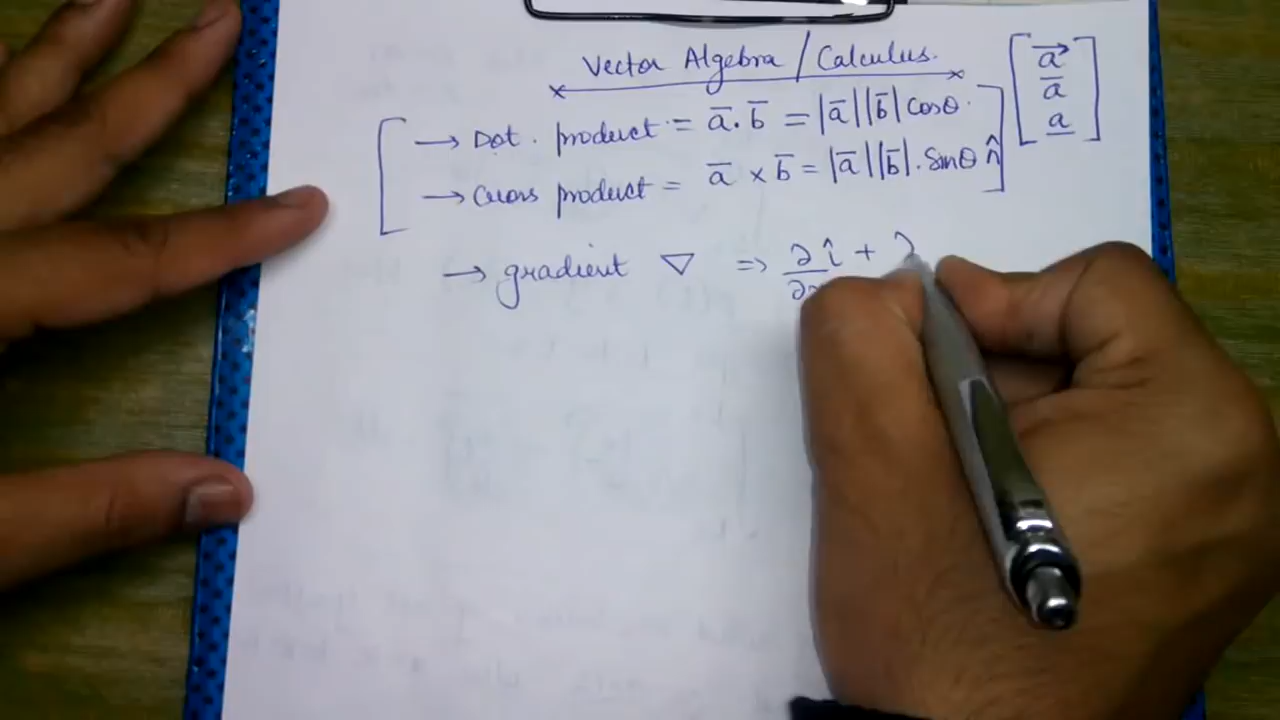 Vector Algebra / Calculus.
→ Dot. product = a̅ . b̅ = |a̅| |b̅| cosθ.
→ Cross product = a̅ × b̅ = |a̅| |b̅| . Sinθ n̂
a⃗
a̅
a̲
→ gradient ▽ ⇒ ∂/∂x î + ∂